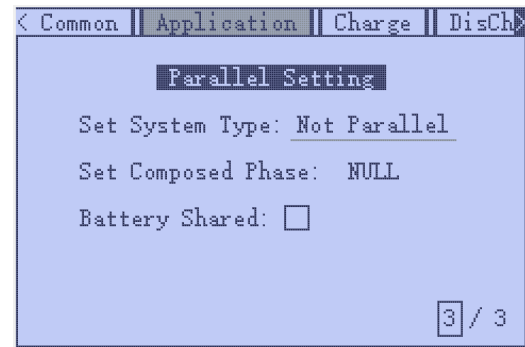 < Common Application Charge DisCh
Parallel Setting
Set System Type: Not Parallel
Set Composed Phase: NULL
Battery Shared:
3 / 3